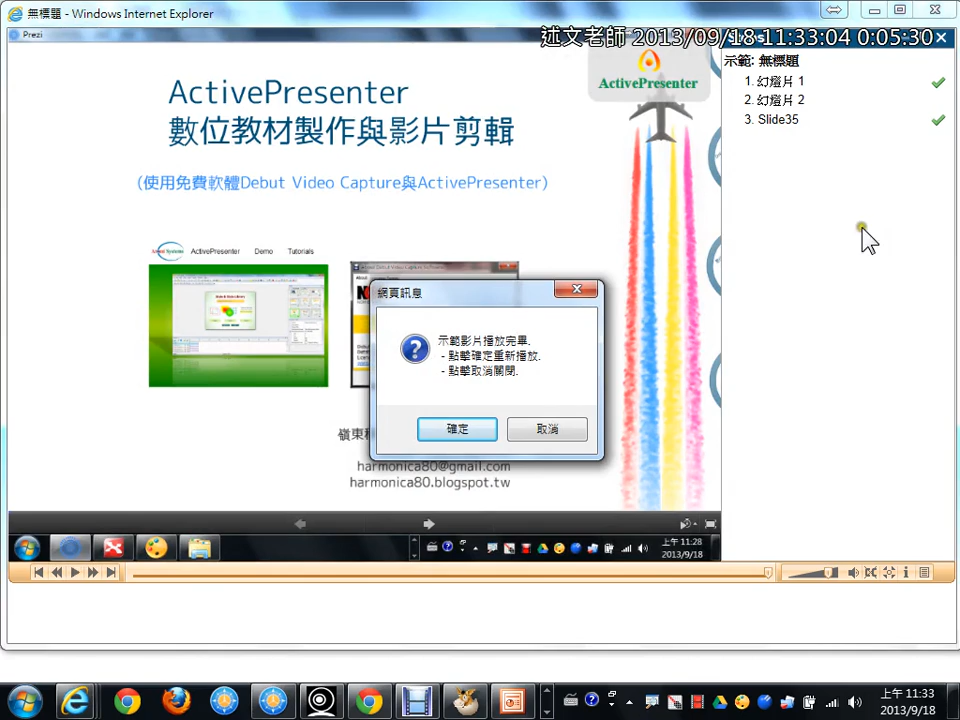 無標題 - Windows Internet Explorer
述文老師 2013/09/18 11:33:04 0:05:30
Prezi
示範: 無標題
1. 幻燈片 1
2. 幻燈片 2
3. Slide35
ActivePresenter
ActivePresenter
數位教材製作與影片剪輯
(使用免費軟體Debut Video Capture與ActivePresenter)
ActivePresenter Demo Tutorials
網頁訊息
示範影片播放完畢.
- 點擊確定重新播放.
- 點擊取消關閉.
確定 取消
嶺東科
harmonica80@gmail.com
harmonica80.blogspot.tw
上午 11:28
2013/9/18
上午 11:33
2013/9/18